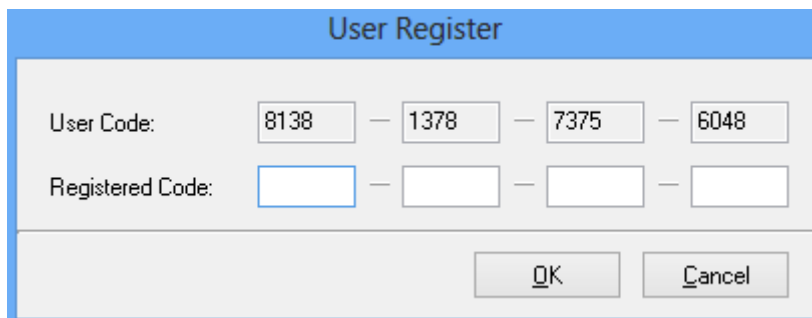 User Register
User Code: 8138 — 1378 — 7375 — 6048
Registered Code: — — —
OK Cancel